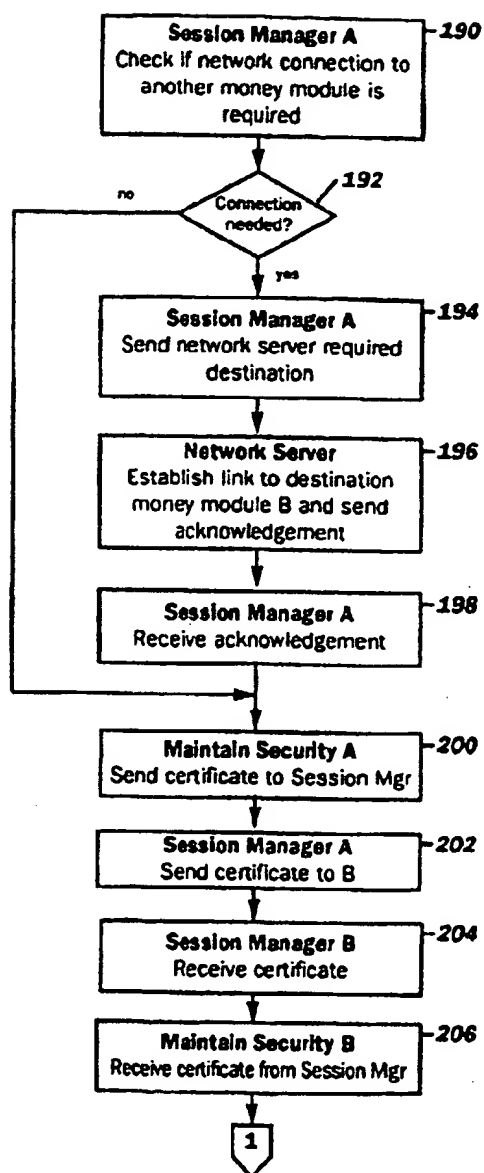 Session Manager A
Check if network connection to
another money module is
required
190
192
Connection
needed?
no
yes
Session Manager A
Send network server required
destination
194
Network Server
Establish link to destination
money module B and send
acknowledgement
196
Session Manager A
Receive acknowledgement
198
Maintain Security A
Send certificate to Session Mgr
200
Session Manager A
Send certificate to B
202
Session Manager B
Receive certificate
204
Maintain Security B
Receive certificate from Session Mgr
206
1